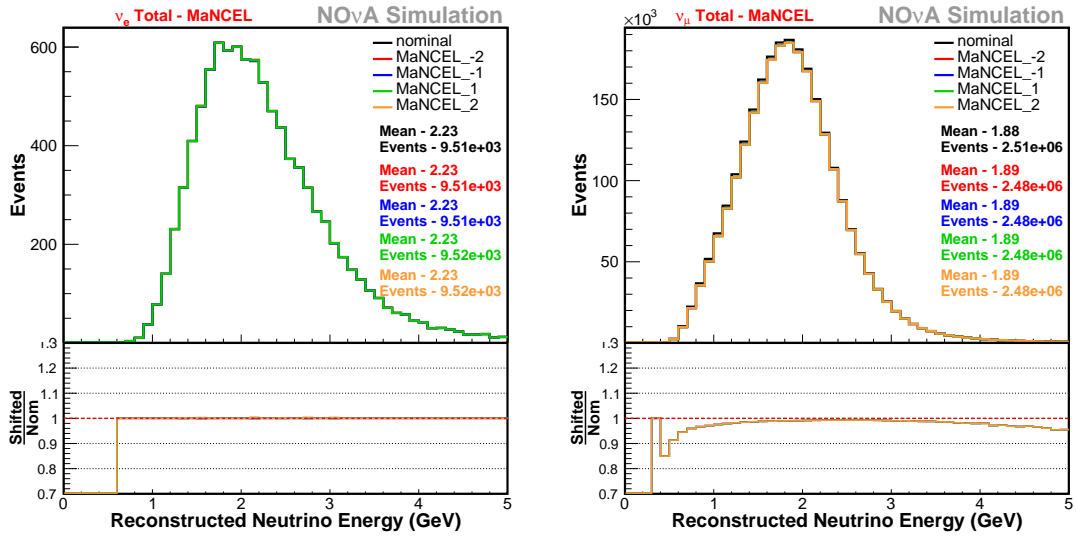 ν_e Total - MaNCEL
NOνA Simulation
nominal
MaNCEL_-2
MaNCEL_-1
MaNCEL_1
MaNCEL_2
Mean - 2.23
Events - 9.51e+03
Mean - 2.23
Events - 9.51e+03
Mean - 2.23
Events - 9.51e+03
Mean - 2.23
Events - 9.52e+03
Mean - 2.23
Events - 9.52e+03
Events
600
400
200
1.3
1.2
1.1
1
0.9
0.8
0.7
Shifted
Nom
0 1 2 3 4 5
Reconstructed Neutrino Energy (GeV)
ν_μ Total - MaNCEL
NOνA Simulation
×10³
nominal
MaNCEL_-2
MaNCEL_-1
MaNCEL_1
MaNCEL_2
Mean - 1.88
Events - 2.51e+06
Mean - 1.89
Events - 2.48e+06
Mean - 1.89
Events - 2.48e+06
Mean - 1.89
Events - 2.48e+06
Mean - 1.89
Events - 2.48e+06
Events
150
100
50
1.3
1.2
1.1
1
0.9
0.8
0.7
Shifted
Nom
0 1 2 3 4 5
Reconstructed Neutrino Energy (GeV)